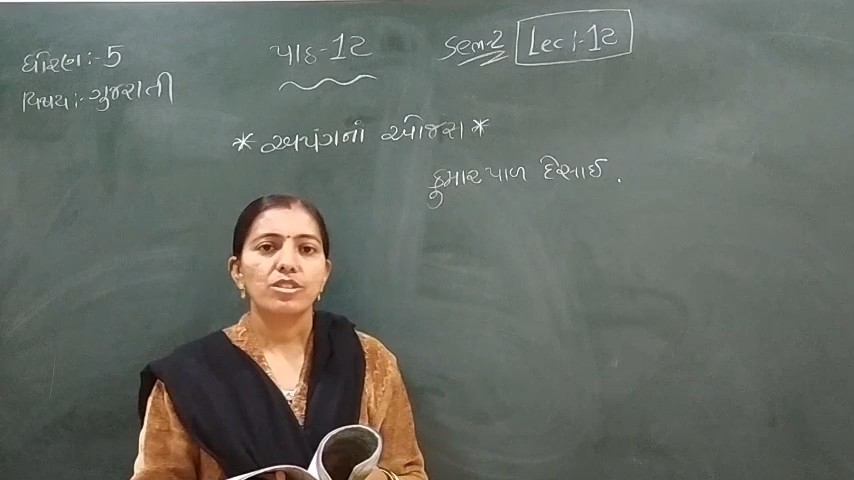 ધોરણ:-5
પાઠ-12
Sem-2
Lec:-12
વિષય:-ગુજરાતી
* અપંગનાં ઓજસ *
કુમારપાળ દેસાઈ.